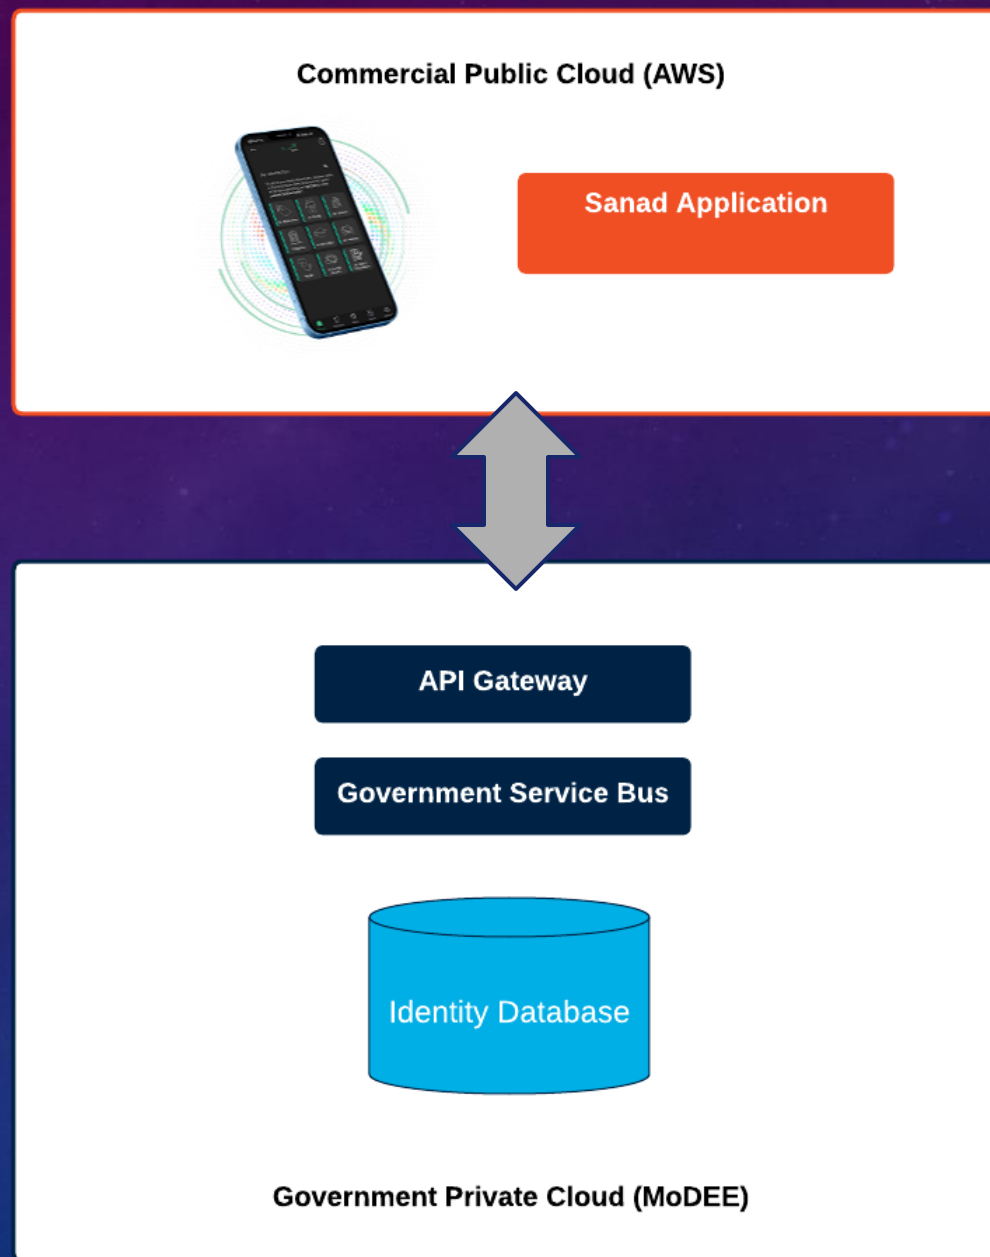 Commercial Public Cloud (AWS)
Sanad Application
API Gateway
Government Service Bus
Identity Database
Government Private Cloud (MoDEE)